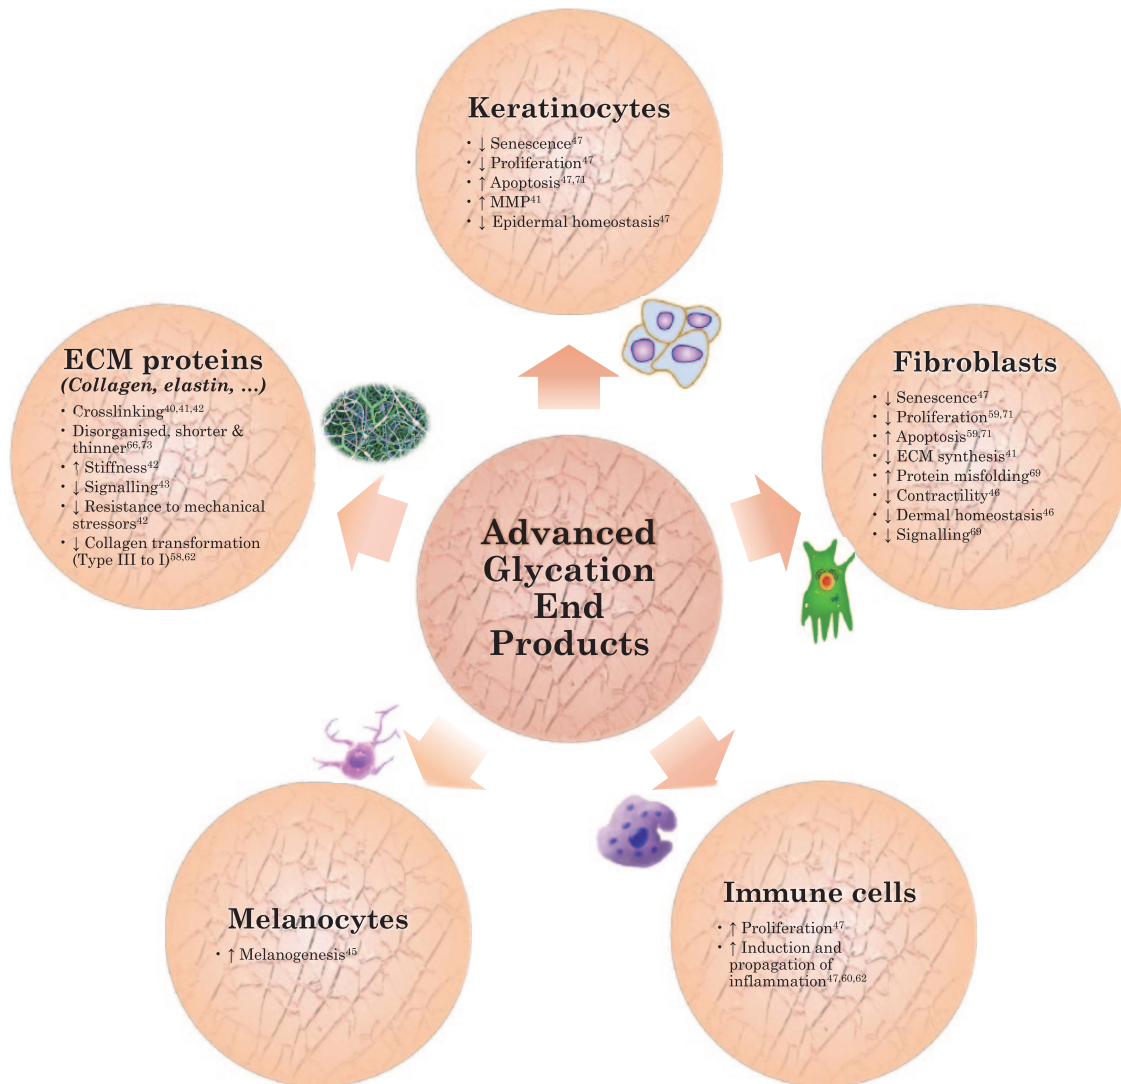 Keratinocytes
• ↓ Senescence⁴⁷
• ↓ Proliferation⁴⁷
• ↑ Apoptosis⁴⁷,⁷¹
• ↑ MMP⁴¹
• ↓ Epidermal homeostasis⁴⁷
ECM proteins
(Collagen, elastin, ...)
• Crosslinking⁴⁰,⁴¹,⁴²
• Disorganised, shorter &
thinner⁶⁶,⁷³
• ↑ Stiffness⁴²
• ↓ Signalling⁴³
• ↓ Resistance to mechanical
stressors⁴²
• ↓ Collagen transformation
(Type III to I)⁵⁸,⁶²
Fibroblasts
• ↓ Senescence⁴⁷
• ↓ Proliferation⁵⁹,⁷¹
• ↑ Apoptosis⁵⁹,⁷¹
• ↓ ECM synthesis⁴¹
• ↑ Protein misfolding⁶⁹
• ↓ Contractility⁴⁶
• ↓ Dermal homeostasis⁴⁶
• ↓ Signalling⁶⁹
Advanced
Glycation
End
Products
Melanocytes
• ↑ Melanogenesis⁴⁵
Immune cells
• ↑ Proliferation⁴⁷
• ↑ Induction and
propagation of
inflammation⁴⁷,⁶⁰,⁶²